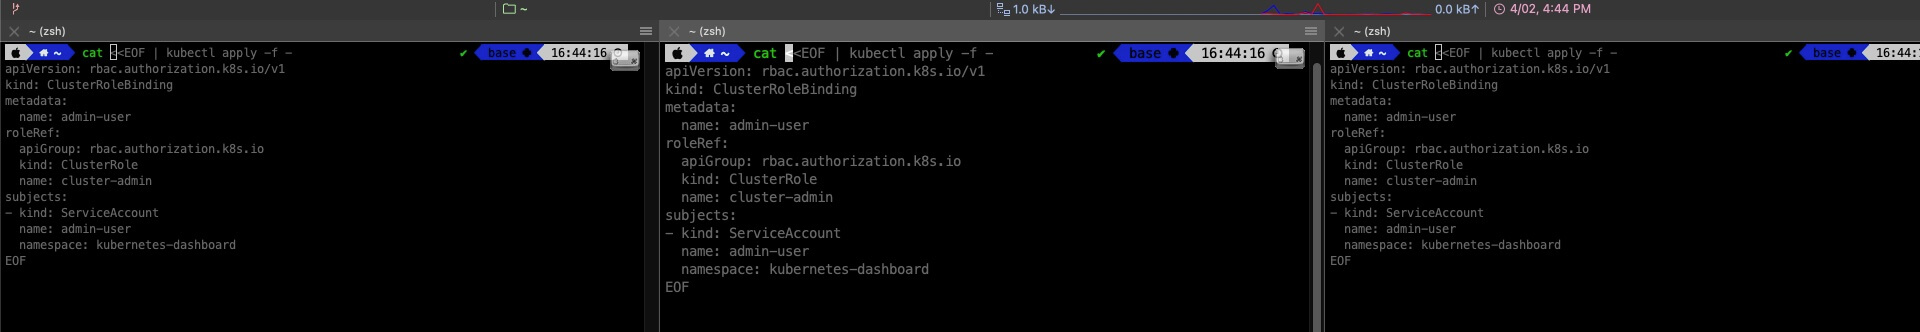 ~
1.0 kB↓
0.0 kB↑
4/02, 4:44 PM
~ (zsh)
~ cat <<EOF | kubectl apply -f - ✔ base 16:44:16
apiVersion: rbac.authorization.k8s.io/v1
kind: ClusterRoleBinding
metadata:
  name: admin-user
roleRef:
  apiGroup: rbac.authorization.k8s.io
  kind: ClusterRole
  name: cluster-admin
subjects:
- kind: ServiceAccount
  name: admin-user
  namespace: kubernetes-dashboard
EOF
~ (zsh)
~ cat <<EOF | kubectl apply -f - ✔ base 16:44:16
apiVersion: rbac.authorization.k8s.io/v1
kind: ClusterRoleBinding
metadata:
  name: admin-user
roleRef:
  apiGroup: rbac.authorization.k8s.io
  kind: ClusterRole
  name: cluster-admin
subjects:
- kind: ServiceAccount
  name: admin-user
  namespace: kubernetes-dashboard
EOF
~ (zsh)
~ cat <<EOF | kubectl apply -f - ✔ base 16:44:
apiVersion: rbac.authorization.k8s.io/v1
kind: ClusterRoleBinding
metadata:
  name: admin-user
roleRef:
  apiGroup: rbac.authorization.k8s.io
  kind: ClusterRole
  name: cluster-admin
subjects:
- kind: ServiceAccount
  name: admin-user
  namespace: kubernetes-dashboard
EOF